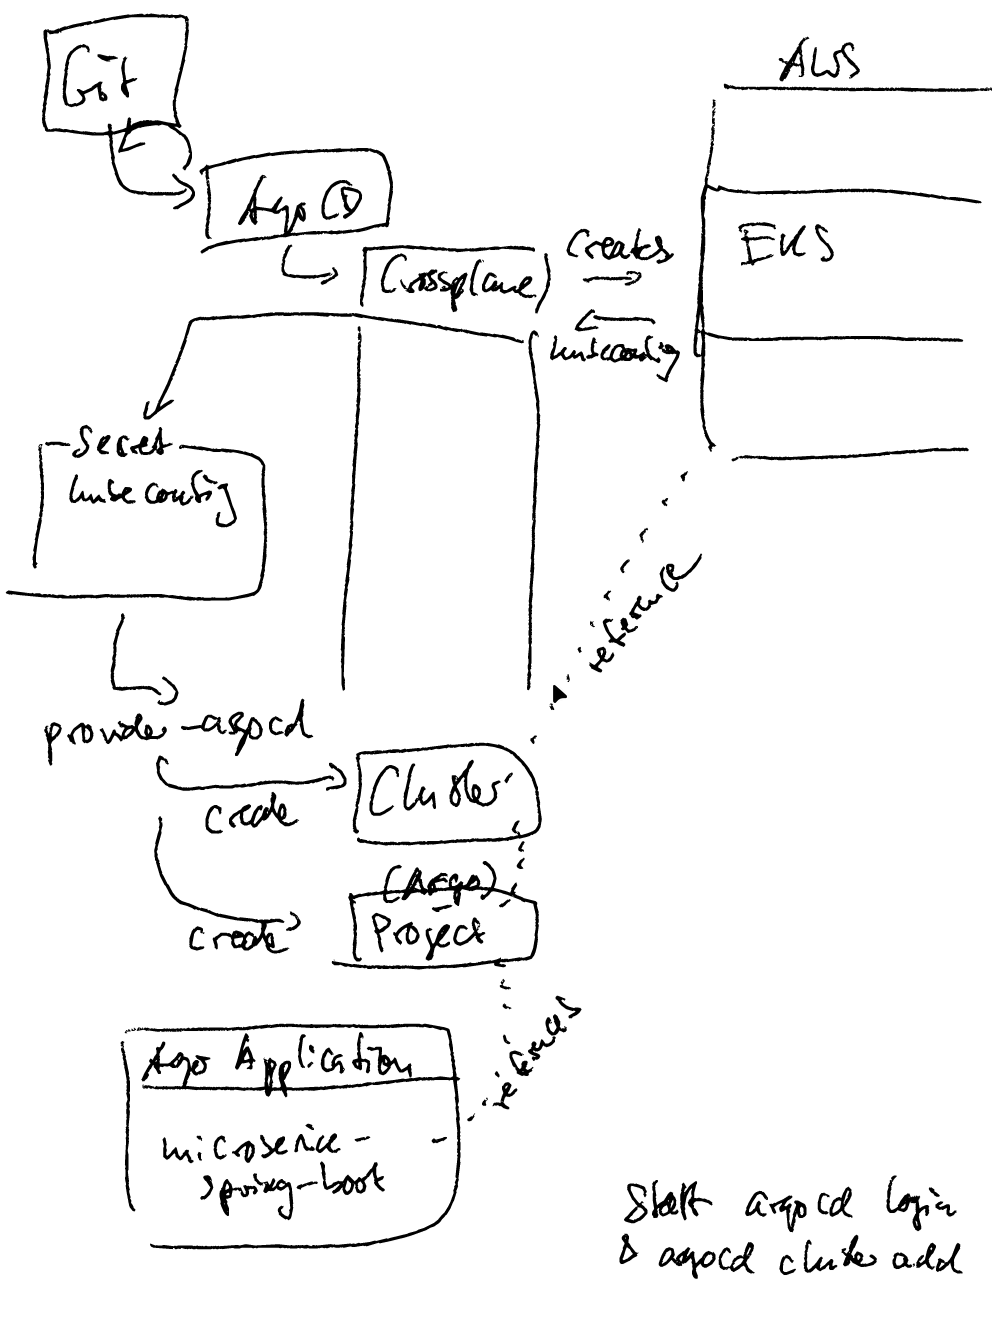 Git
AWS
ArgoCD
Creates
EKS
Crossplane
kubeconfig
Secret
kubeconfig
reference
provider-argocd
Cluster
create
(Argo)
Project
create
references
Argo Application
microservice-
spring-boot
Statt argocd login
& argocd cluster add